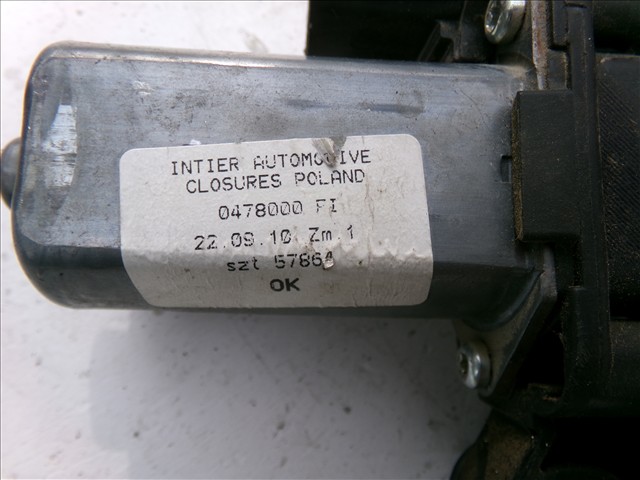 INTIER AUTOMOTIVE
CLOSURES POLAND
0478000 FI
22.09.10 Zm.1
szt 57864
OK